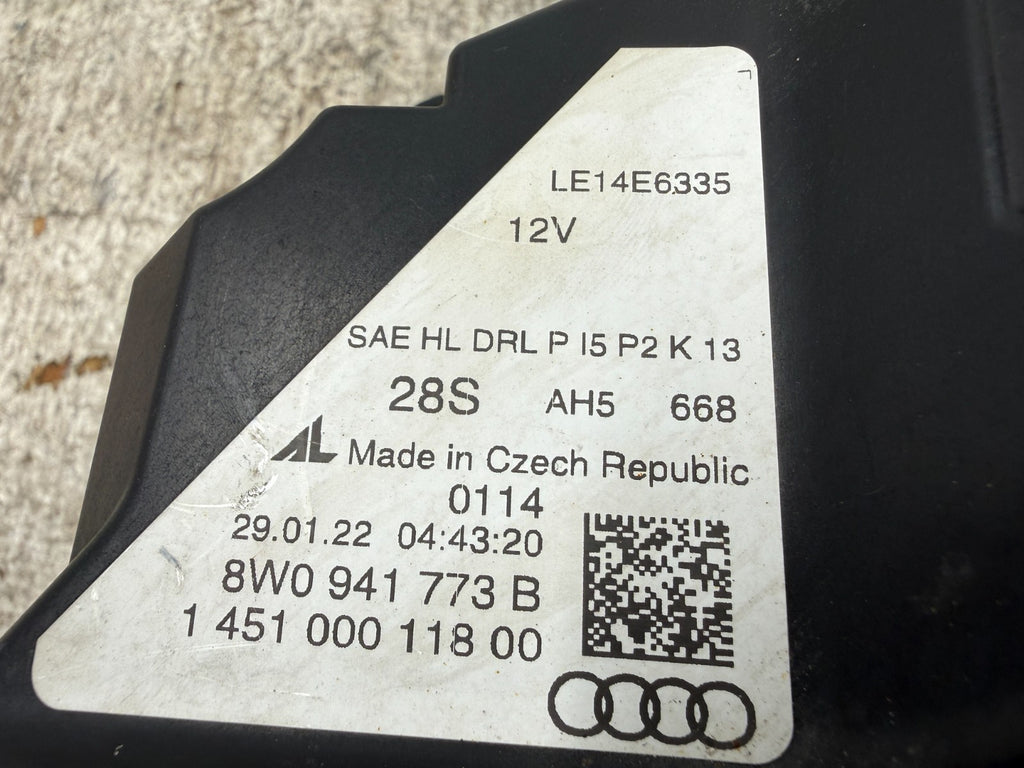 LE14E6335
12V
SAE HL DRL P I5 P2 K 13
28S AH5 668
AL Made in Czech Republic
0114
29.01.22 04:43:20
8W0 941 773 B
1 451 000 118 00